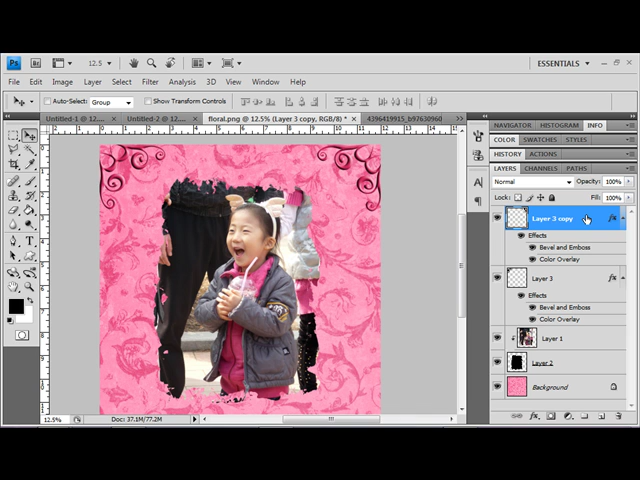 Ps Br 12.5 ESSENTIALS
File Edit Image Layer Select Filter Analysis 3D View Window Help
Auto-Select: Group Show Transform Controls
Untitled-1 @ 12.... Untitled-2 @ 12.... floral.png @ 12.5% (Layer 3 copy, RGB/8) * 4396419915_b97630960
NAVIGATOR HISTOGRAM INFO
COLOR SWATCHES STYLES
HISTORY ACTIONS
LAYERS CHANNELS PATHS
Normal Opacity: 100%
Lock: Fill: 100%
Layer 3 copy fx
Effects
Bevel and Emboss
Color Overlay
Layer 3 fx
Effects
Bevel and Emboss
Color Overlay
Layer 1
Layer 2
Background
12.5% Doc: 37.1M/77.2M